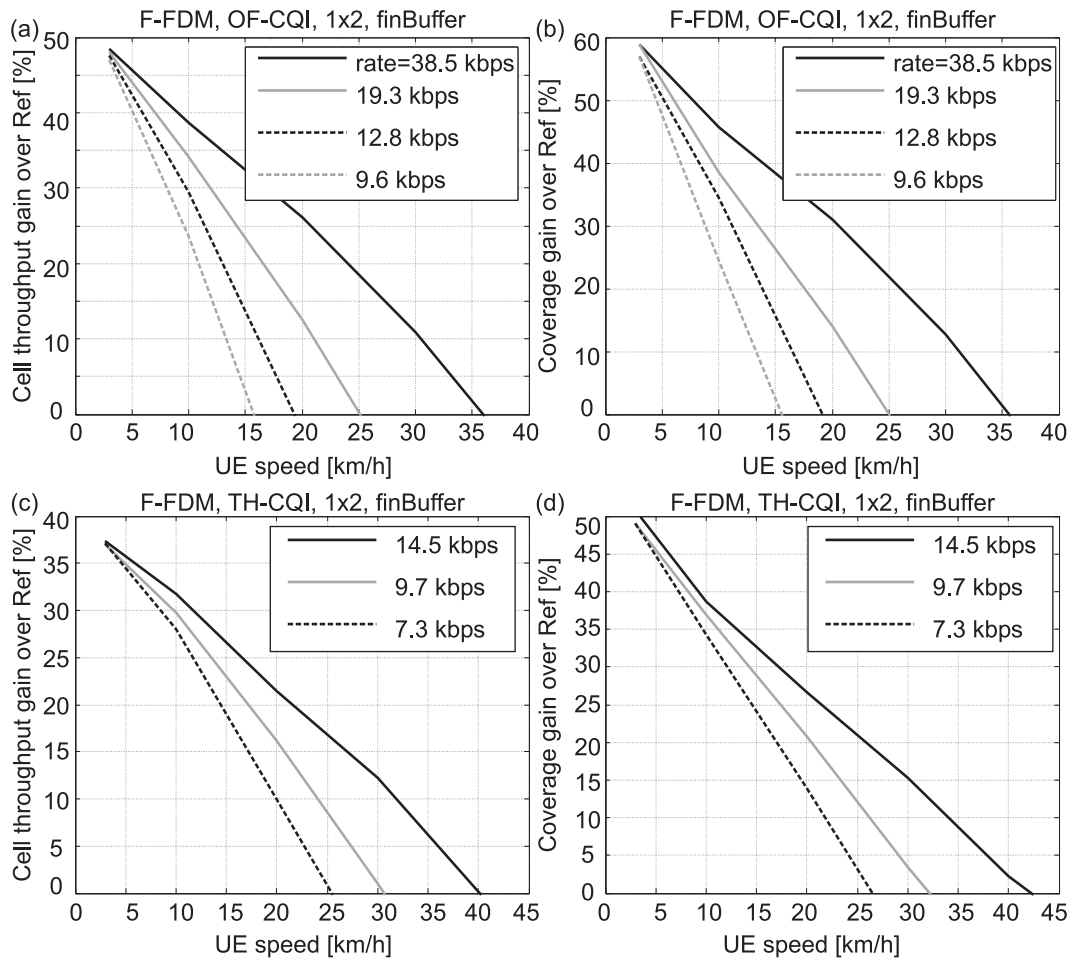 (a) F-FDM, OF-CQI, 1x2, finBuffer
Cell throughput gain over Ref [%]
50
40
30
20
10
0
rate=38.5 kbps
19.3 kbps
12.8 kbps
9.6 kbps
0 5 10 15 20 25 30 35 40
UE speed [km/h]
(b) F-FDM, OF-CQI, 1x2, finBuffer
Coverage gain over Ref [%]
60
50
40
30
20
10
0
rate=38.5 kbps
19.3 kbps
12.8 kbps
9.6 kbps
0 5 10 15 20 25 30 35 40
UE speed [km/h]
(c) F-FDM, TH-CQI, 1x2, finBuffer
Cell throughput gain over Ref [%]
40
35
30
25
20
15
10
5
0
14.5 kbps
9.7 kbps
7.3 kbps
0 5 10 15 20 25 30 35 40 45
UE speed [km/h]
(d) F-FDM, TH-CQI, 1x2, finBuffer
Coverage gain over Ref [%]
50
45
40
35
30
25
20
15
10
5
0
14.5 kbps
9.7 kbps
7.3 kbps
0 5 10 15 20 25 30 35 40 45
UE speed [km/h]